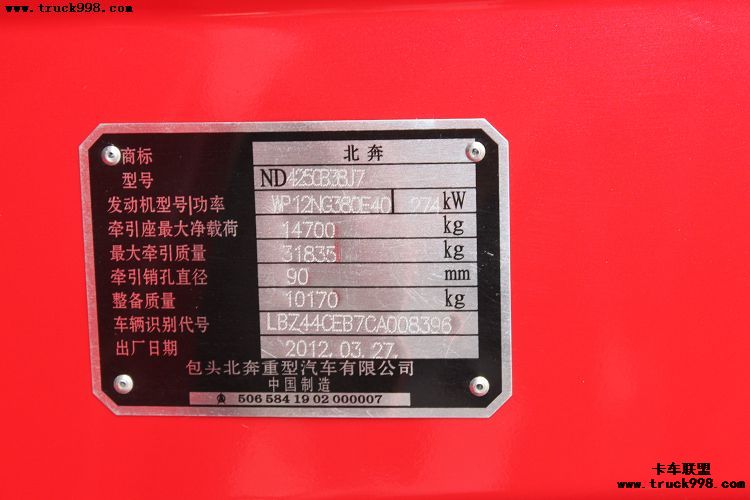 www.truck998.com
商标 北奔
型号 ND4250B38J7
发动机型号|功率 WP12NG380E40 274 kW
牵引座最大净载荷 14700 kg
最大牵引质量 31835 kg
牵引销孔直径 90 mm
整备质量 10170 kg
车辆识别代号 LBZ44CEB7CA008396
出厂日期 2012.03.27.
包头北奔重型汽车有限公司
中国制造
506 584 19 02 000007
卡车联盟
www.truck998.com